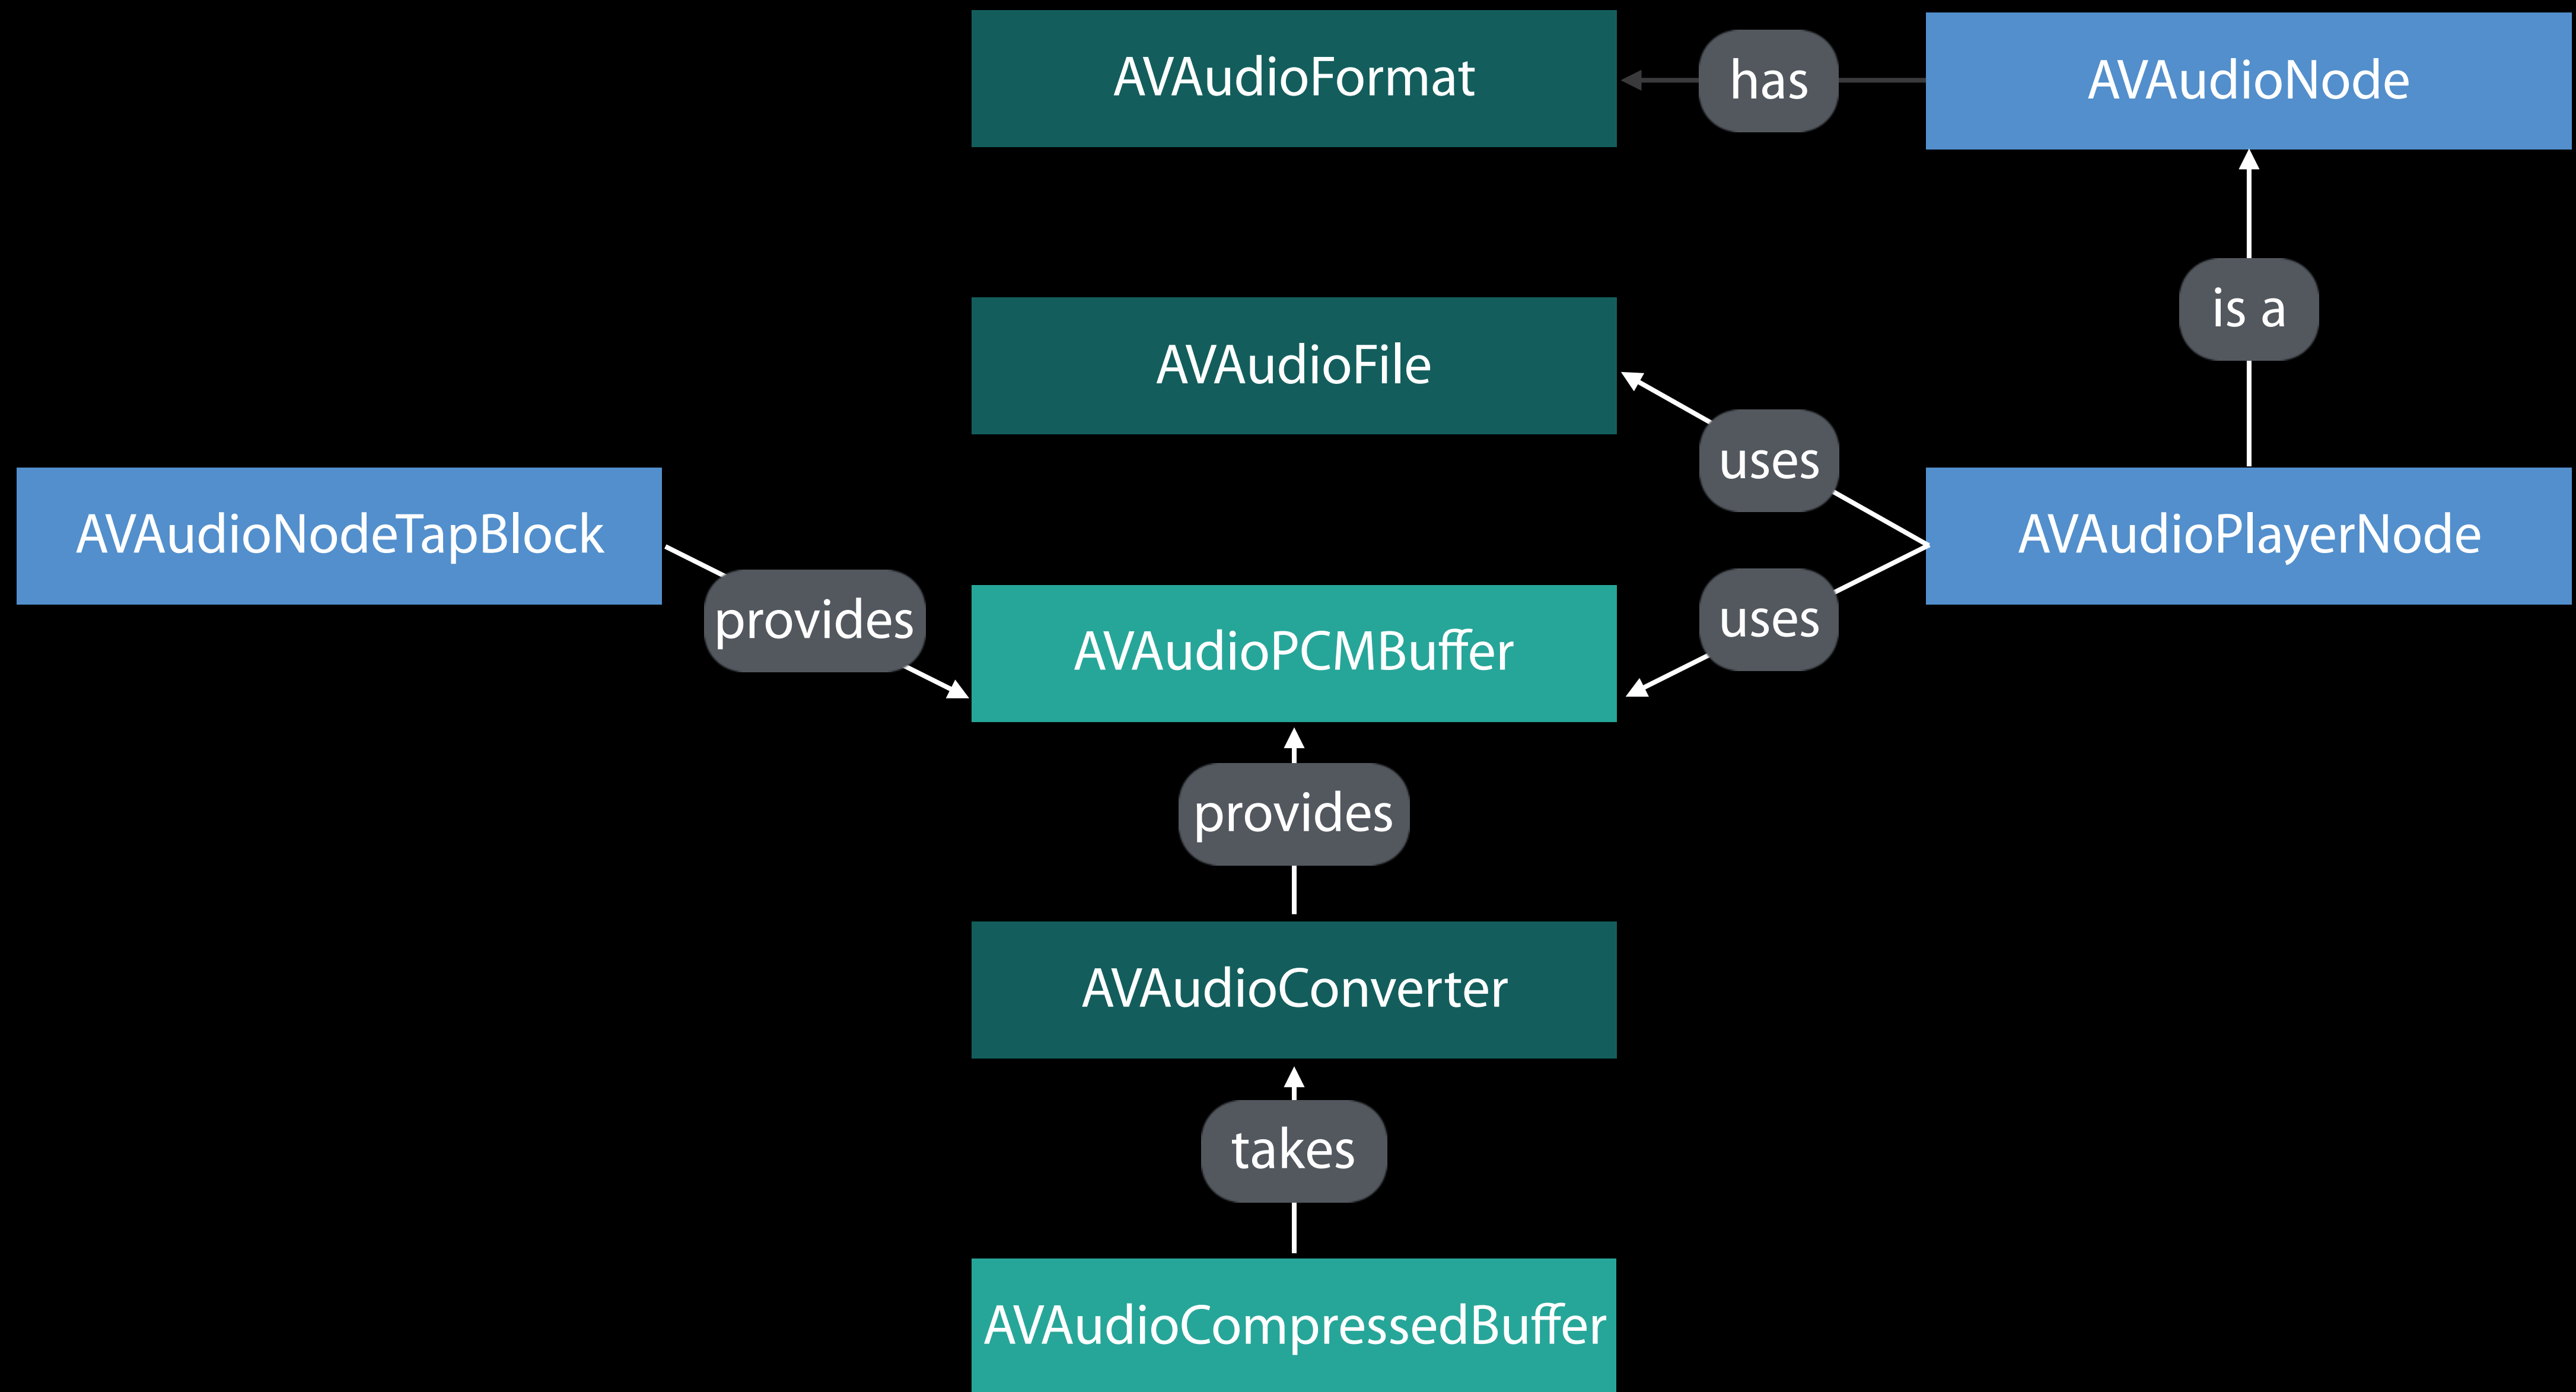 AVAudioFormat
has
AVAudioNode
is a
AVAudioFile
uses
AVAudioNodeTapBlock
AVAudioPlayerNode
provides
uses
AVAudioPCMBuffer
provides
AVAudioConverter
takes
AVAudioCompressedBuffer